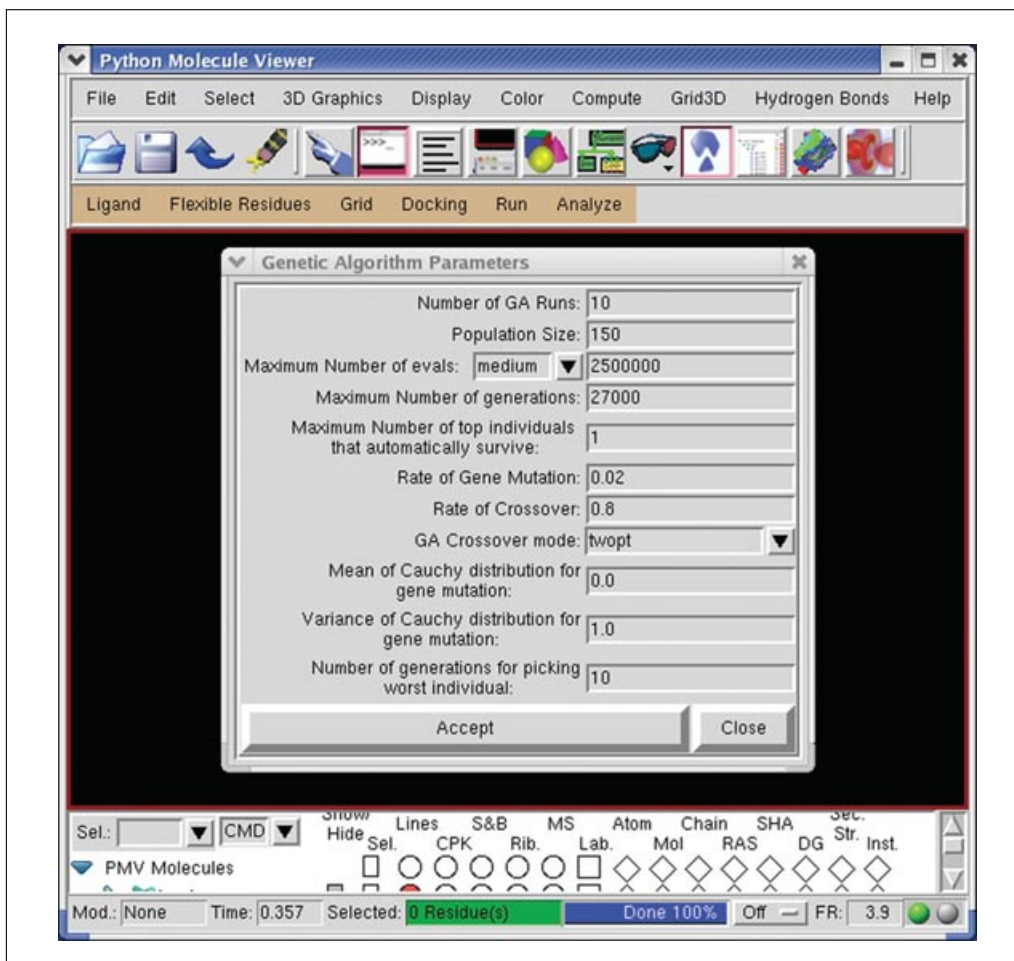 Python Molecule Viewer
File Edit Select 3D Graphics Display Color Compute Grid3D Hydrogen Bonds Help
>>>_
Ligand Flexible Residues Grid Docking Run Analyze
Genetic Algorithm Parameters
Number of GA Runs: 10
Population Size: 150
Maximum Number of evals: medium 2500000
Maximum Number of generations: 27000
Maximum Number of top individuals
that automatically survive: 1
Rate of Gene Mutation: 0.02
Rate of Crossover: 0.8
GA Crossover mode: twopt
Mean of Cauchy distribution for
gene mutation: 0.0
Variance of Cauchy distribution for
gene mutation: 1.0
Number of generations for picking
worst individual: 10
Accept Close
Sel.: CMD Show/ Hide Sel. Lines CPK S&B Rib. MS Lab. Atom Mol Chain RAS SHA DG Sec. Str. Inst.
PMV Molecules
Mod.: None Time: 0.357 Selected: 0 Residue(s) Done 100% Off FR: 3.9